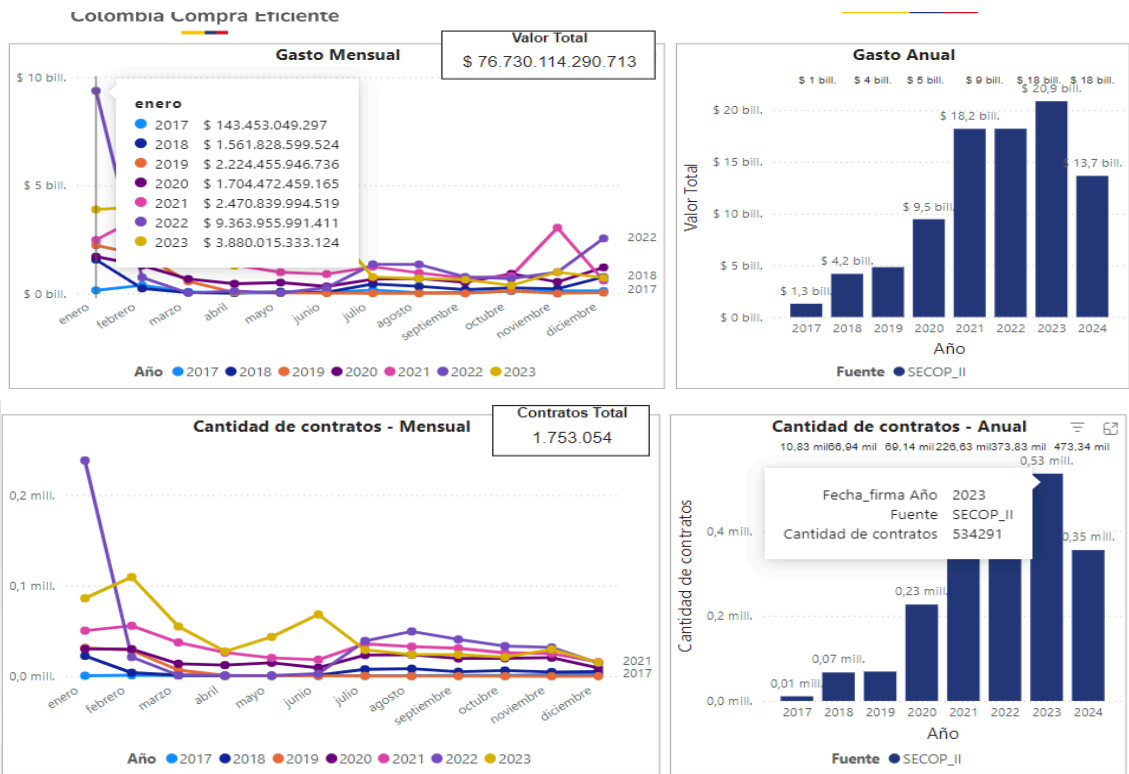 Colombia Compra Eficiente
Gasto Mensual
Valor Total
$ 76.730.114.290.713
$ 10 bill.
$ 5 bill.
$ 0 bill.
enero
2017 $ 143.453.049.297
2018 $ 1.561.828.599.524
2019 $ 2.224.455.946.736
2020 $ 1.704.472.459.165
2021 $ 2.470.839.994.519
2022 $ 9.363.955.991.411
2023 $ 3.880.015.333.124
2022
2018
2017
enero febrero marzo abril mayo junio julio agosto septiembre octubre noviembre diciembre
Año 2017 2018 2019 2020 2021 2022 2023
Gasto Anual
$ 1 bill. $ 4 bill. $ 5 bill. $ 9 bill. $ 18 bill. $ 18 bill.
$ 20,9 bill.
$ 20 bill.
$ 18,2 bill.
$ 15 bill.
$ 13,7 bill.
$ 10 bill.
$ 9,5 bill.
$ 5 bill.
$ 4,2 bill.
$ 1,3 bill.
$ 0 bill.
Valor Total
2017 2018 2019 2020 2021 2022 2023 2024
Año
Fuente SECOP_II
Cantidad de contratos - Mensual
Contratos Total
1.753.054
0,2 mill.
0,1 mill.
0,0 mill.
2021
2017
enero febrero marzo abril mayo junio julio agosto septiembre octubre noviembre diciembre
Año 2017 2018 2019 2020 2021 2022 2023
Cantidad de contratos - Anual
10,83 mil 66,94 mil 69,14 mil 226,63 mil 373,83 mil 473,34 mil
0,53 mill.
Fecha_firma Año 2023
Fuente SECOP_II
Cantidad de contratos 534291
0,4 mill.
0,35 mill.
0,23 mill.
0,2 mill.
0,07 mill.
0,01 mill.
0,0 mill.
Cantidad de contratos
2017 2018 2019 2020 2021 2022 2023 2024
Año
Fuente SECOP_II